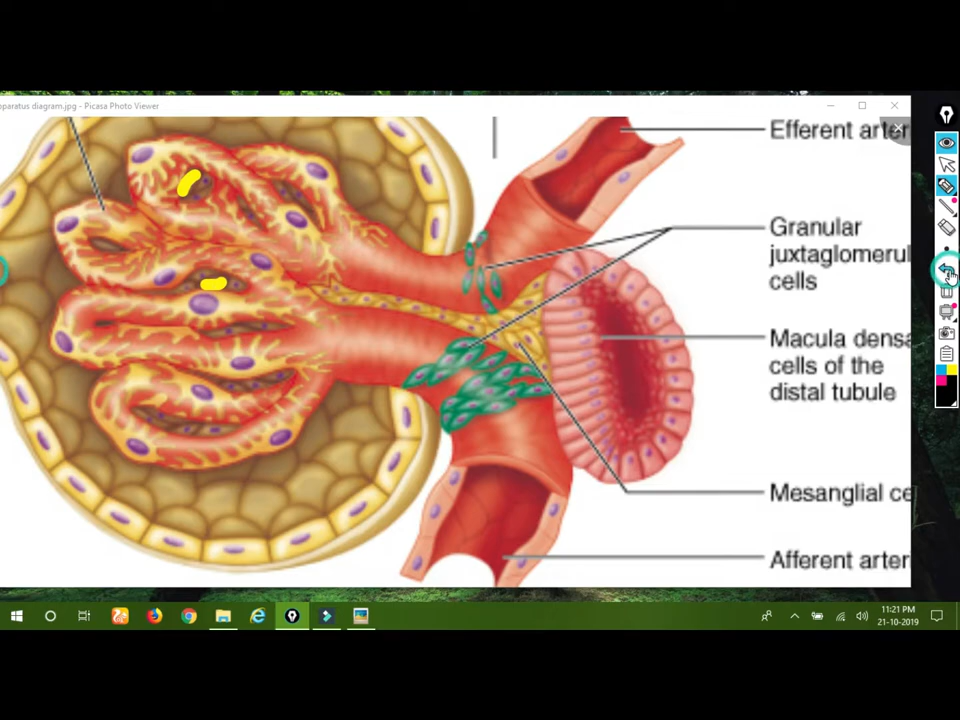 pparatus diagram.jpg - Picasa Photo Viewer
Efferent arter
Granular
juxtaglomerul
cells
Macula densa
cells of the
distal tubule
Mesanglial ce
Afferent arter
11:21 PM
21-10-2019